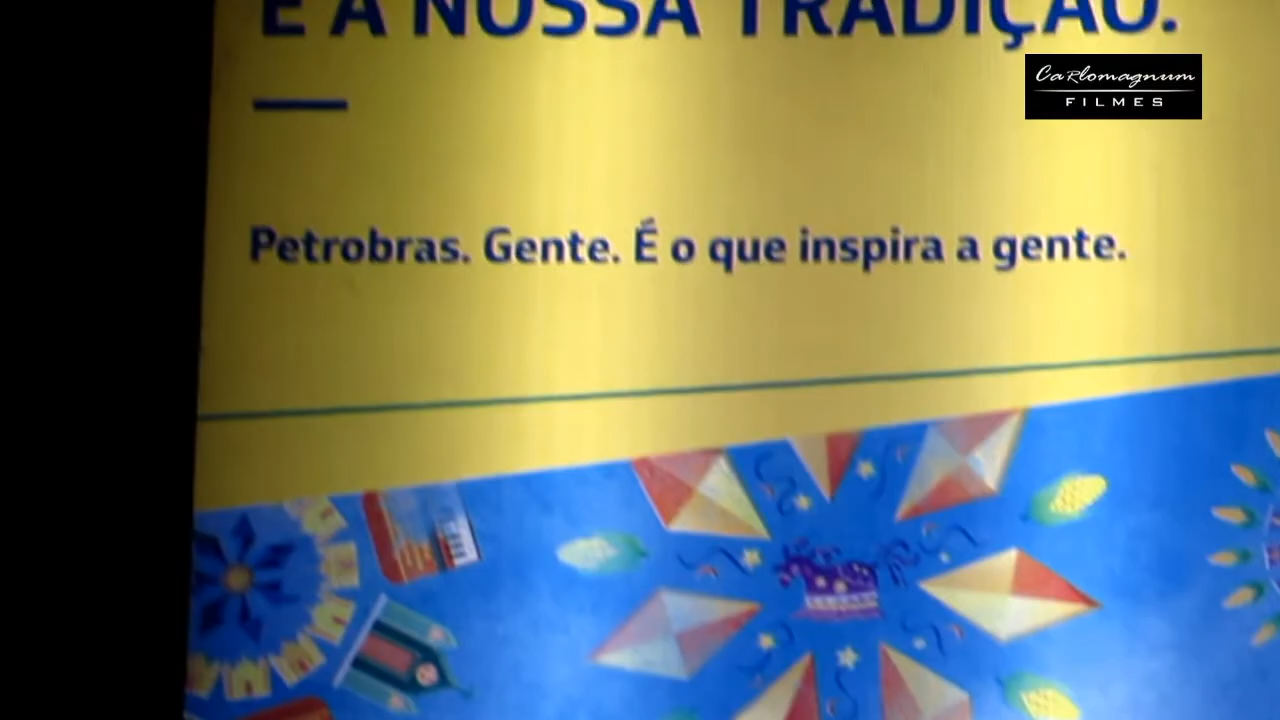 É A NOSSA TRADIÇÃO.
CaRlomagnum
FILMES
Petrobras. Gente. É o que inspira a gente.